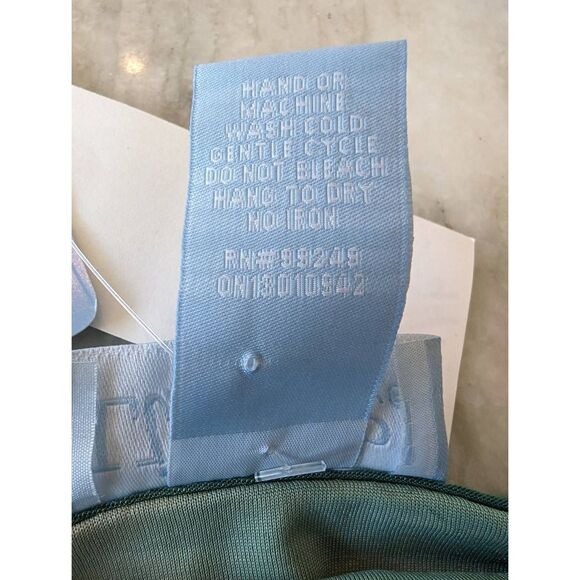 HAND OR
MACHINE
WASH COLD
GENTLE CYCLE
DO NOT BLEACH
HANG TO DRY
NO IRON
RN#99249
ON13010942